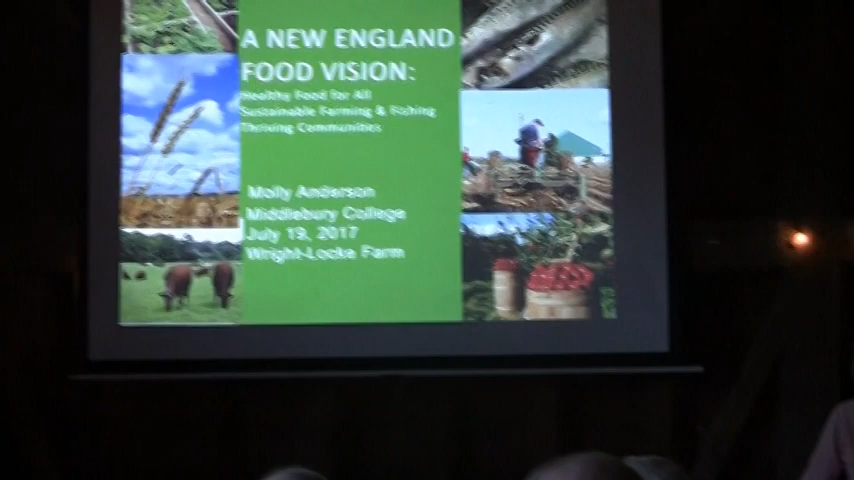 A NEW ENGLAND
FOOD VISION:
Healthy Food for All
Sustainable Farming & Fishing
Thriving Communities
Molly Anderson
Middlebury College
July 19, 2017
Wright-Locke Farm